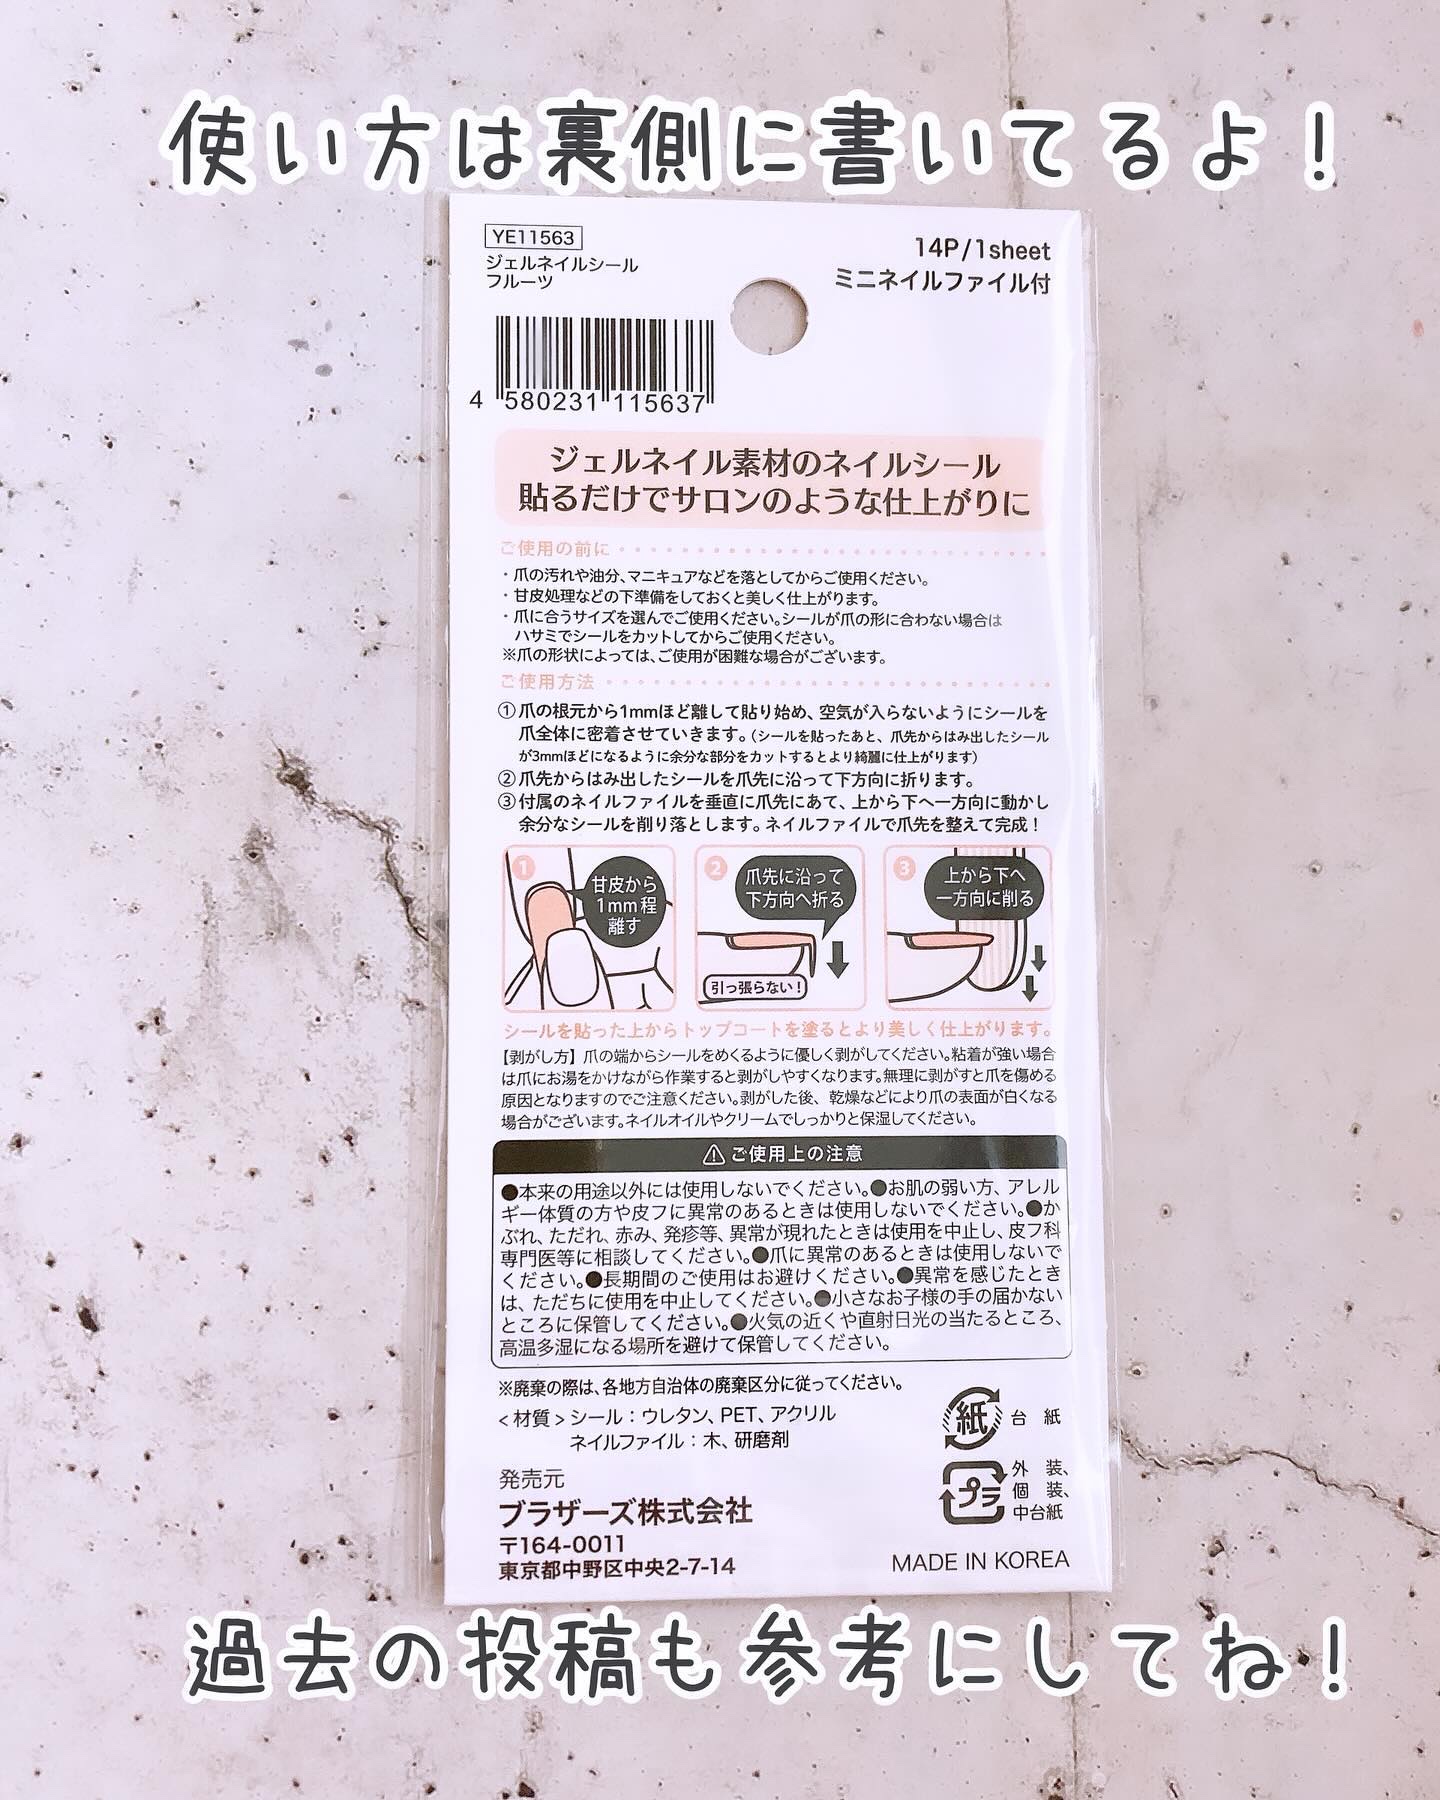 使い方は裏側に書いてるよ！
YE11563
ジェルネイルシール
フルーツ
14P/1sheet
ミニネイルファイル付
4 580231 115637
ジェルネイル素材のネイルシール
貼るだけでサロンのような仕上がりに
ご使用の前に
・爪の汚れや油分、マニキュアなどを落としてからご使用ください。
・甘皮処理などの下準備をしておくと美しく仕上がります。
・爪に合うサイズを選んでご使用ください。シールが爪の形に合わない場合は
ハサミでシールをカットしてからご使用ください。
※爪の形状によっては、ご使用が困難な場合がございます。
ご使用方法
①爪の根元から1mmほど離して貼り始め、空気が入らないようにシールを
爪全体に密着させていきます。（シールを貼ったあと、爪先からはみ出したシール
が3mmほどになるように余分な部分をカットするとより綺麗に仕上がります）
②爪先からはみ出したシールを爪先に沿って下方向に折ります。
③付属のネイルファイルを垂直に爪先にあて、上から下へ一方向に動かし
余分なシールを削り落とします。ネイルファイルで爪先を整えて完成！
1
甘皮から
1mm程
離す
2
爪先に沿って
下方向へ折る
引っ張らない！
3
上から下へ
一方向に削る
シールを貼った上からトップコートを塗るとより美しく仕上がります。
【剥がし方】爪の端からシールをめくるように優しく剥がしてください。粘着が強い場合
は爪にお湯をかけながら作業すると剥がしやすくなります。無理に剥がすと爪を傷める
原因となりますのでご注意ください。剥がした後、乾燥などにより爪の表面が白くなる
場合がございます。ネイルオイルやクリームでしっかりと保湿してください。
⚠ご使用上の注意
●本来の用途以外には使用しないでください。●お肌の弱い方、アレル
ギー体質の方や皮フに異常のあるときは使用しないでください。●か
ぶれ、ただれ、赤み、発疹等、異常が現れたときは使用を中止し、皮フ科
専門医等に相談してください。●爪に異常のあるときは使用しないで
ください。●長期間のご使用はお避けください。●異常を感じたとき
は、ただちに使用を中止してください。●小さなお子様の手の届かない
ところに保管してください。●火気の近くや直射日光の当たるところ、
高温多湿になる場所を避けて保管してください。
※廃棄の際は、各地方自治体の廃棄区分に従ってください。
<材質>シール：ウレタン、PET、アクリル
ネイルファイル：木、研磨剤
紙
台紙
プラ
外装、
個装、
中台紙
発売元
ブラザーズ株式会社
〒164-0011
東京都中野区中央2-7-14
MADE IN KOREA
過去の投稿も参考にしてね！